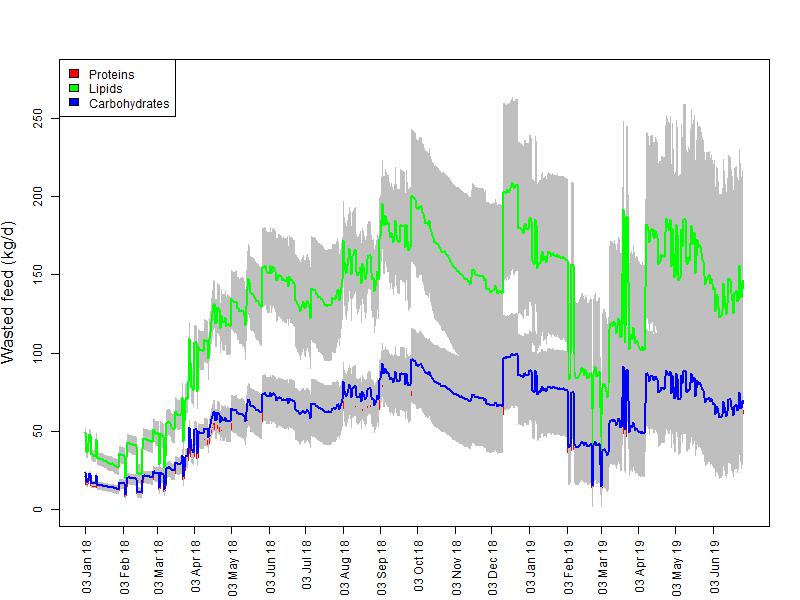 Proteins
Lipids
Carbohydrates
Wasted feed (kg/d)
250
200
150
100
50
0
03 Jan 18
03 Feb 18
03 Mar 18
03 Apr 18
03 May 18
03 Jun 18
03 Jul 18
03 Aug 18
03 Sep 18
03 Oct 18
03 Nov 18
03 Dec 18
03 Jan 19
03 Feb 19
03 Mar 19
03 Apr 19
03 May 19
03 Jun 19